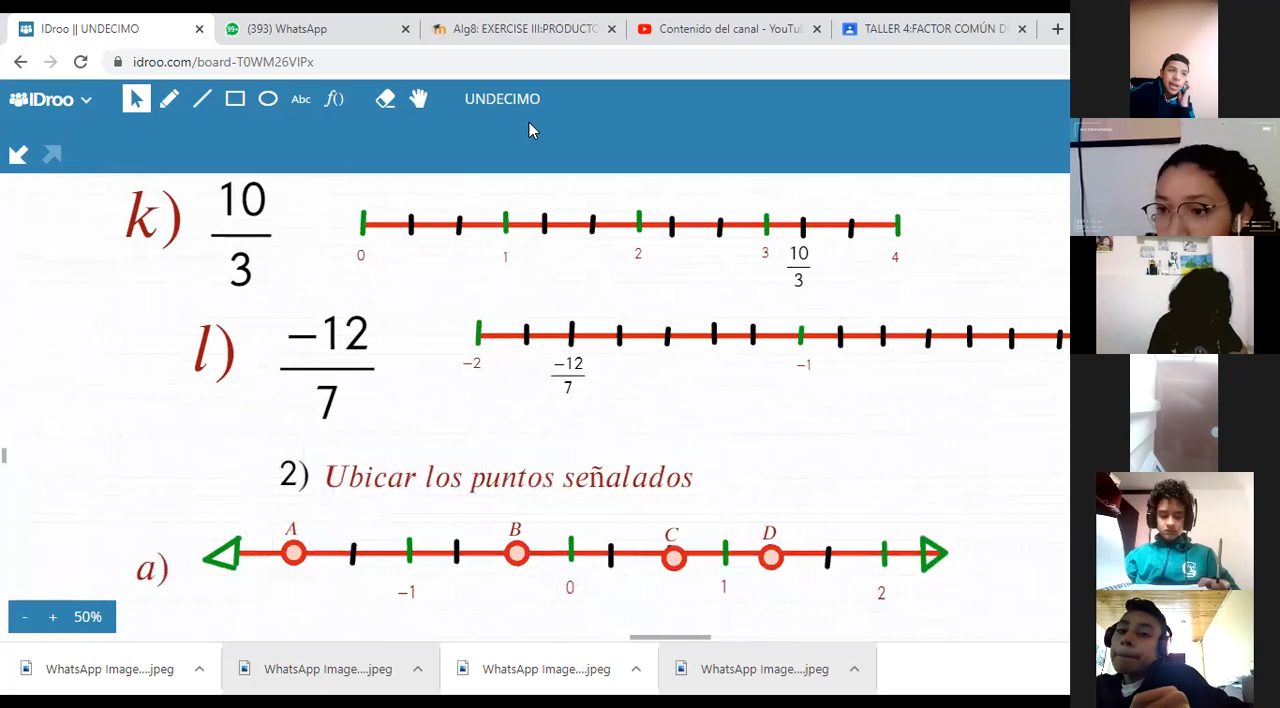 IDroo || UNDECIMO
(393) WhatsApp
Alg8: EXERCISE III:PRODUCTO
Contenido del canal - YouTu
TALLER 4:FACTOR COMÚN D
99+
idroo.com/board-T0WM26VIPx
IDroo
Abc
f()
UNDECIMO
k) 10/3
0 1 2 3 10/3 4
l) −12/7
−2 −12/7 −1
2) Ubicar los puntos señalados
A B C D
a)
−1 0 1 2
- + 50%
WhatsApp Image....jpeg
WhatsApp Image....jpeg
WhatsApp Image....jpeg
WhatsApp Image....jpeg